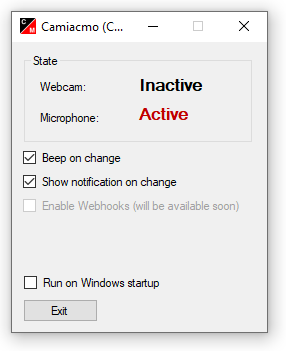 C
M
Camiacmo (C...
State
Webcam: Inactive
Microphone: Active
Beep on change
Show notification on change
Enable Webhooks (will be available soon)
Run on Windows startup
Exit